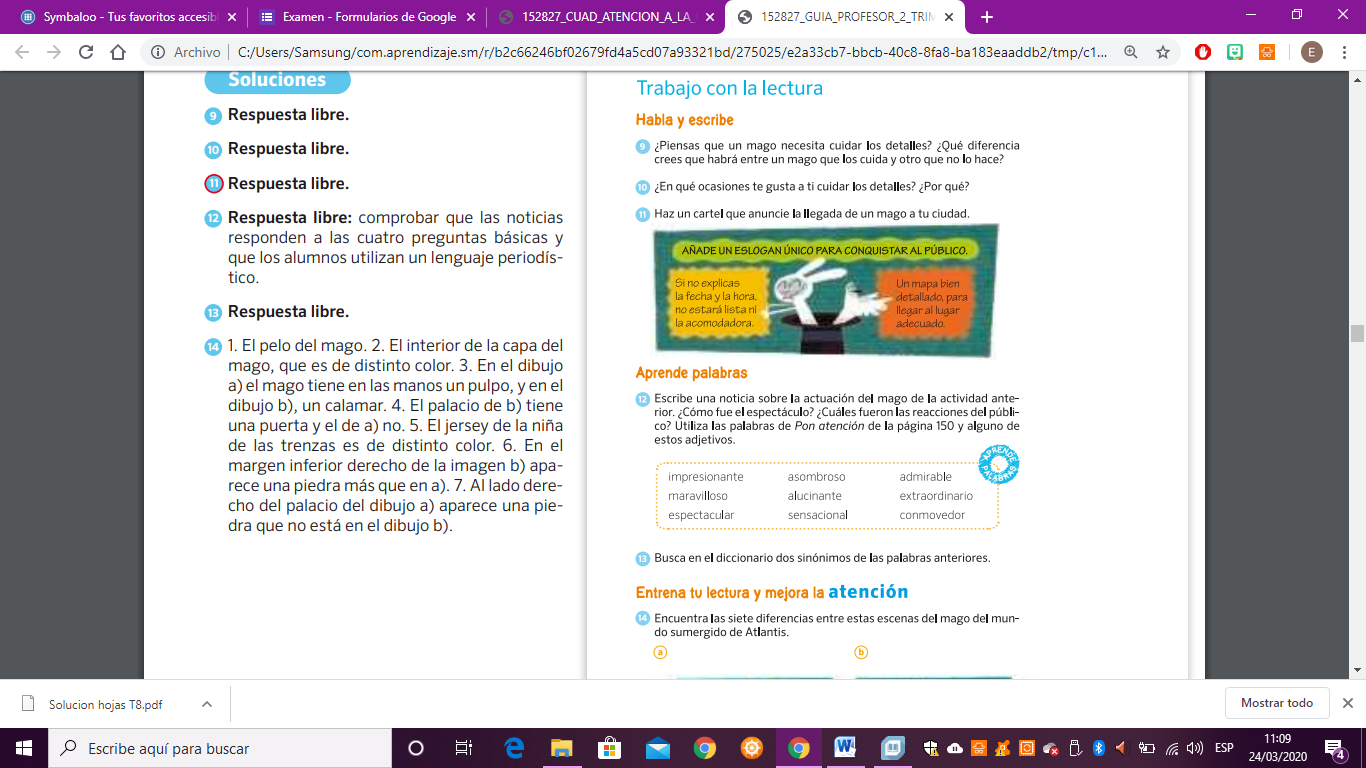 Symbaloo - Tus favoritos accesibl
Examen - Formularios de Google
152827_CUAD_ATENCION_A_LA_
152827_GUIA_PROFESOR_2_TRIM
Archivo
C:/Users/Samsung/com.aprendizaje.sm/r/b2c66246bf02679fd4a5cd07a93321bd/275025/e2a33cb7-bbcb-40c8-8fa8-ba183eaaddb2/tmp/c1...
E
Soluciones
9 Respuesta libre.
10 Respuesta libre.
11 Respuesta libre.
12 Respuesta libre: comprobar que las noticias
responden a las cuatro preguntas básicas y
que los alumnos utilizan un lenguaje periodís-
tico.
13 Respuesta libre.
14 1. El pelo del mago. 2. El interior de la capa del
mago, que es de distinto color. 3. En el dibujo
a) el mago tiene en las manos un pulpo, y en el
dibujo b), un calamar. 4. El palacio de b) tiene
una puerta y el de a) no. 5. El jersey de la niña
de las trenzas es de distinto color. 6. En el
margen inferior derecho de la imagen b) apa-
rece una piedra más que en a). 7. Al lado dere-
cho del palacio del dibujo a) aparece una pie-
dra que no está en el dibujo b).
Trabajo con la lectura
Habla y escribe
9 ¿Piensas que un mago necesita cuidar los detalles? ¿Qué diferencia
crees que habrá entre un mago que los cuida y otro que no lo hace?
10 ¿En qué ocasiones te gusta a ti cuidar los detalles? ¿Por qué?
11 Haz un cartel que anuncie la llegada de un mago a tu ciudad.
AÑADE UN ESLOGAN ÚNICO PARA CONQUISTAR AL PÚBLICO.
Si no explicas
la fecha y la hora,
no estará lista ni
la acomodadora.
Un mapa bien
detallado, para
llegar al lugar
adecuado.
Aprende palabras
12 Escribe una noticia sobre la actuación del mago de la actividad ante-
rior. ¿Cómo fue el espectáculo? ¿Cuáles fueron las reacciones del públi-
co? Utiliza las palabras de Pon atención de la página 150 y alguno de
estos adjetivos.
APRENDE PALABRAS
impresionante asombroso admirable
maravilloso alucinante extraordinario
espectacular sensacional conmovedor
13 Busca en el diccionario dos sinónimos de las palabras anteriores.
Entrena tu lectura y mejora la atención
14 Encuentra las siete diferencias entre estas escenas del mago del mun-
do sumergido de Atlantis.
a b
Solucion hojas T8.pdf
Mostrar todo
Escribe aquí para buscar
ESP
11:09
24/03/2020
4